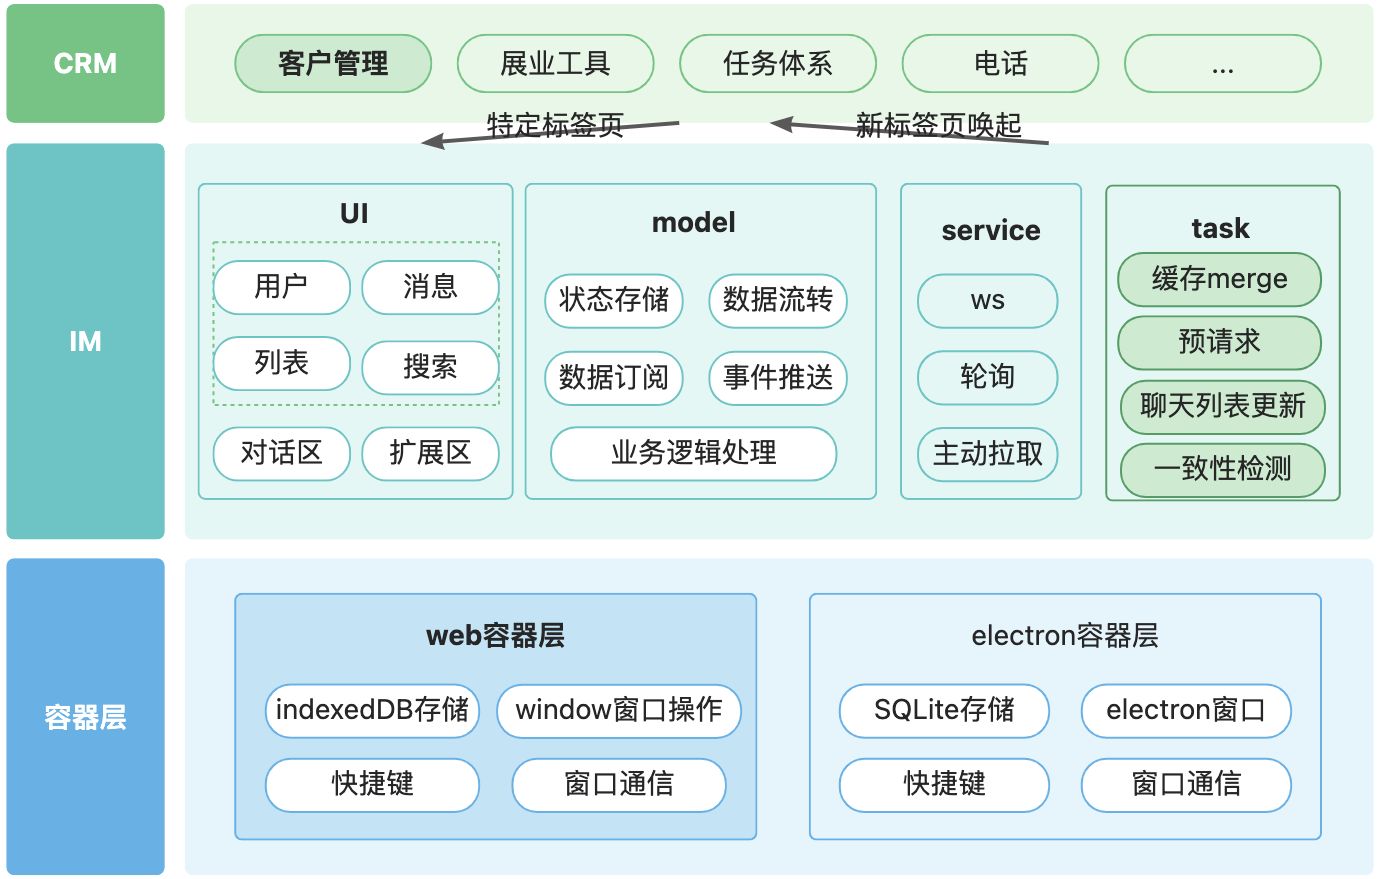 CRM
客户管理
展业工具
任务体系
电话
...
特定标签页
新标签页唤起
IM
UI
用户
消息
列表
搜索
对话区
扩展区
model
状态存储
数据流转
数据订阅
事件推送
业务逻辑处理
service
ws
轮询
主动拉取
task
缓存merge
预请求
聊天列表更新
一致性检测
容器层
web容器层
indexedDB存储
window窗口操作
快捷键
窗口通信
electron容器层
SQLite存储
electron窗口
快捷键
窗口通信